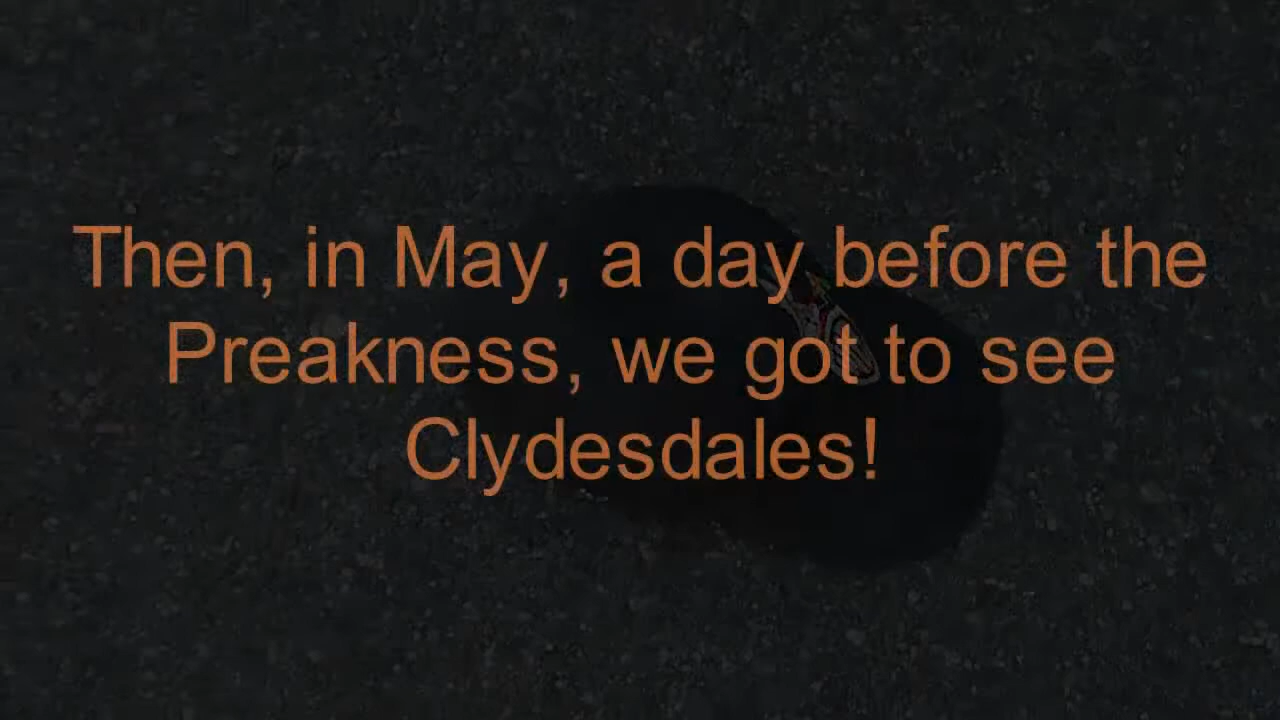 Then, in May, a day before the
Preakness, we got to see
Clydesdales!